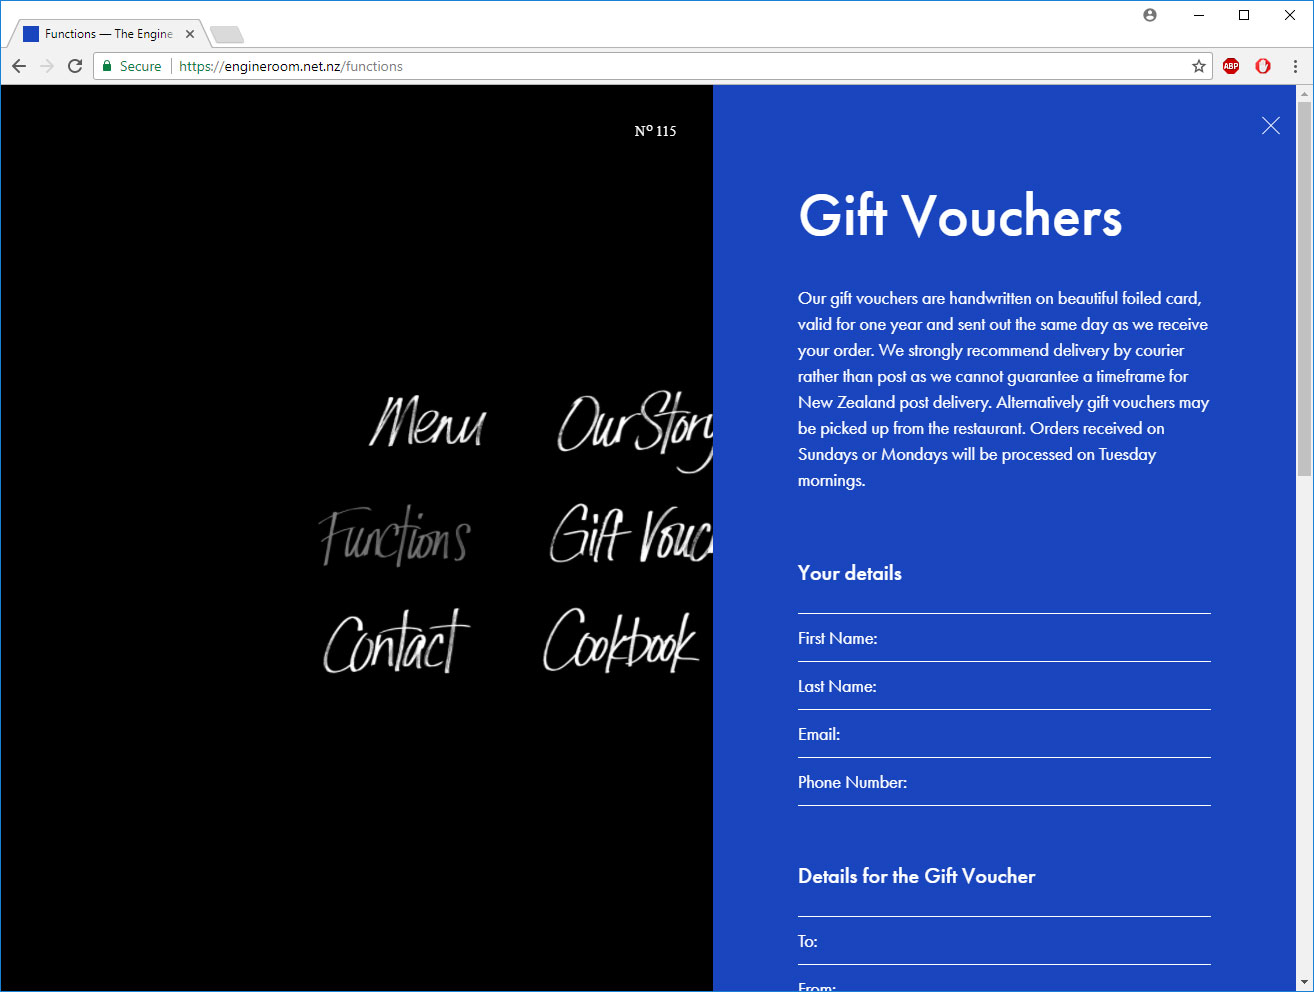 Functions — The Engine
Secure
https://engineroom.net.nz/functions
ABP
Nº 115
Menu
Our Story
Functions
Gift Vouc
Contact
Cookbook
Gift Vouchers
Our gift vouchers are handwritten on beautiful foiled card,
valid for one year and sent out the same day as we receive
your order. We strongly recommend delivery by courier
rather than post as we cannot guarantee a timeframe for
New Zealand post delivery. Alternatively gift vouchers may
be picked up from the restaurant. Orders received on
Sundays or Mondays will be processed on Tuesday
mornings.
Your details
First Name:
Last Name:
Email:
Phone Number:
Details for the Gift Voucher
To:
From: